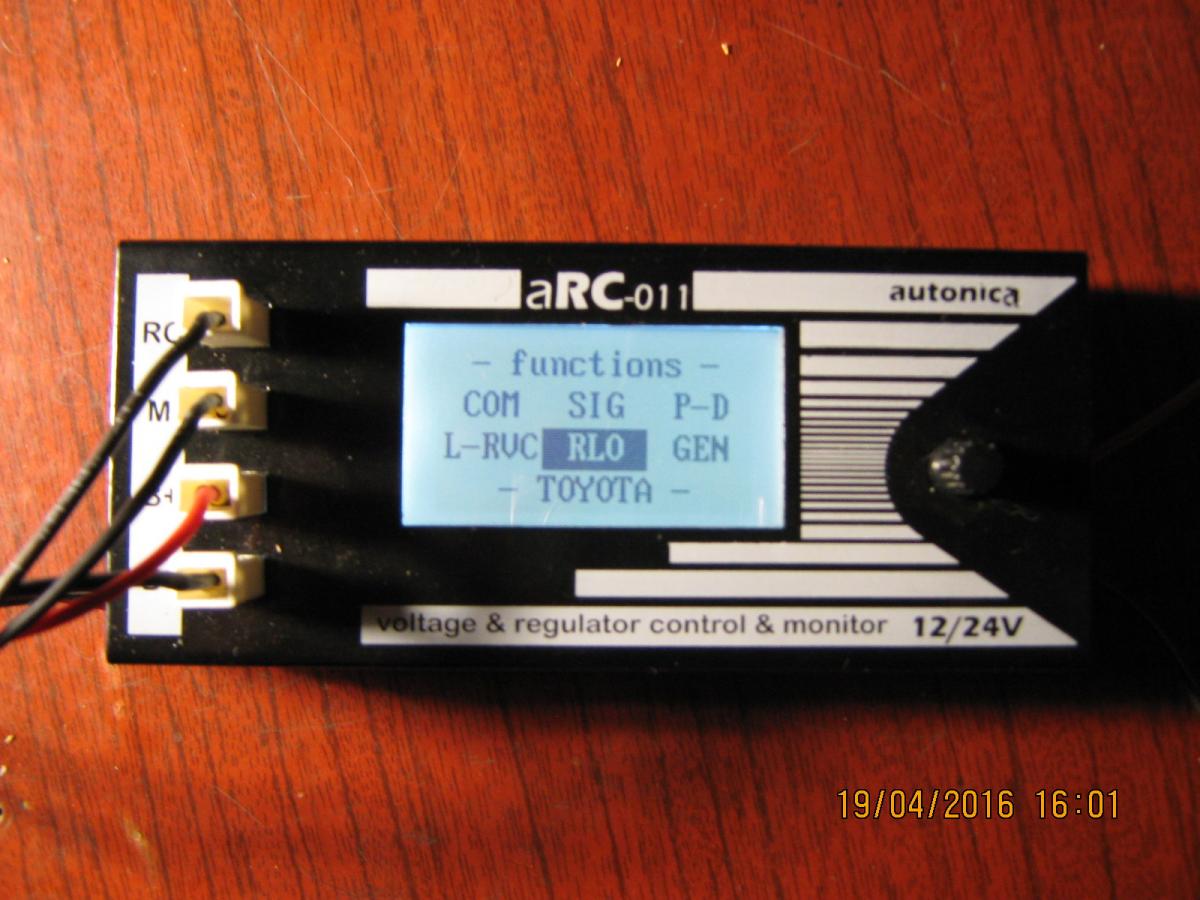 aRC-011
autonica
- functions -
COM SIG P-D
L-RVC RLO GEN
- TOYOTA -
M
voltage & regulator control & monitor 12/24V
19/04/2016 16:01